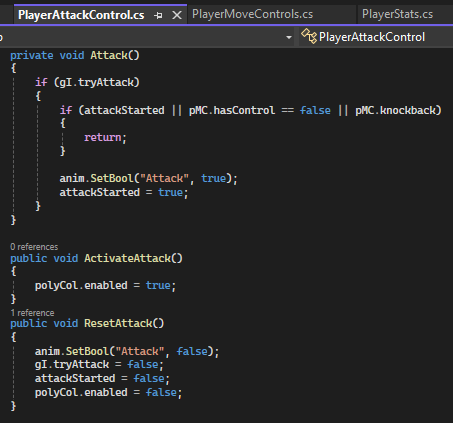 PlayerAttackControl.cs
PlayerMoveControls.cs
PlayerStats.cs
PlayerAttackControl
private void Attack()
{
if (gI.tryAttack)
{
if (attackStarted || pMC.hasControl == false || pMC.knockback)
{
return;
}
anim.SetBool("Attack", true);
attackStarted = true;
}
}
0 references
public void ActivateAttack()
{
polyCol.enabled = true;
}
1 reference
public void ResetAttack()
{
anim.SetBool("Attack", false);
gI.tryAttack = false;
attackStarted = false;
polyCol.enabled = false;
}